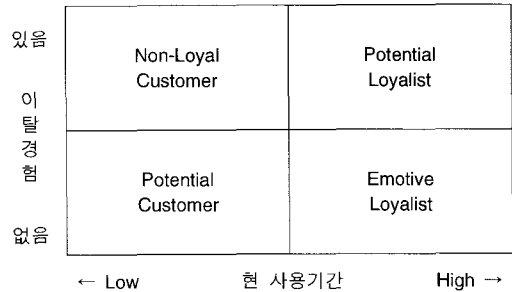 있음
Non-Loyal
Customer
Potential
Loyalist
이
탈
경
험
Potential
Customer
Emotive
Loyalist
없음
← Low
현 사용기간
High →